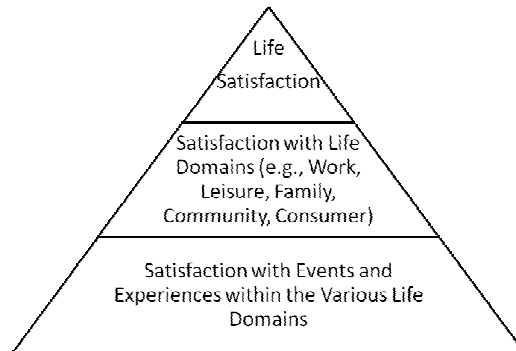 Life
Satisfaction
Satisfaction with Life
Domains (e.g., Work,
Leisure, Family,
Community, Consumer)
Satisfaction with Events and
Experiences within the Various Life
Domains